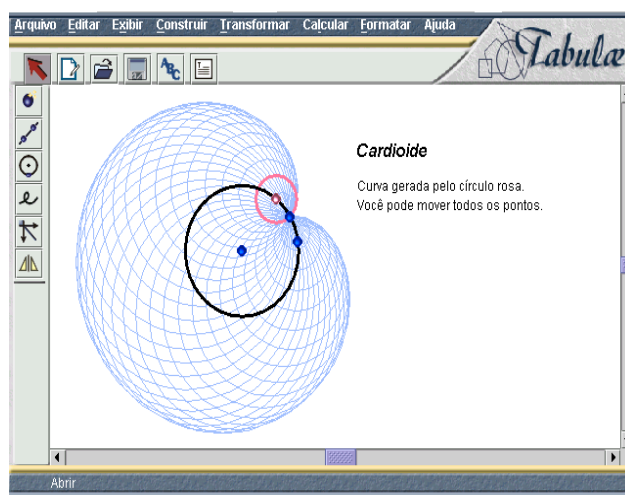 Arquivo Editar Exibir Construir Transformar Calcular Formatar Ajuda
Tabulæ
ABC
T
Cardioide
Curva gerada pelo círculo rosa.
Você pode mover todos os pontos.
Abrir